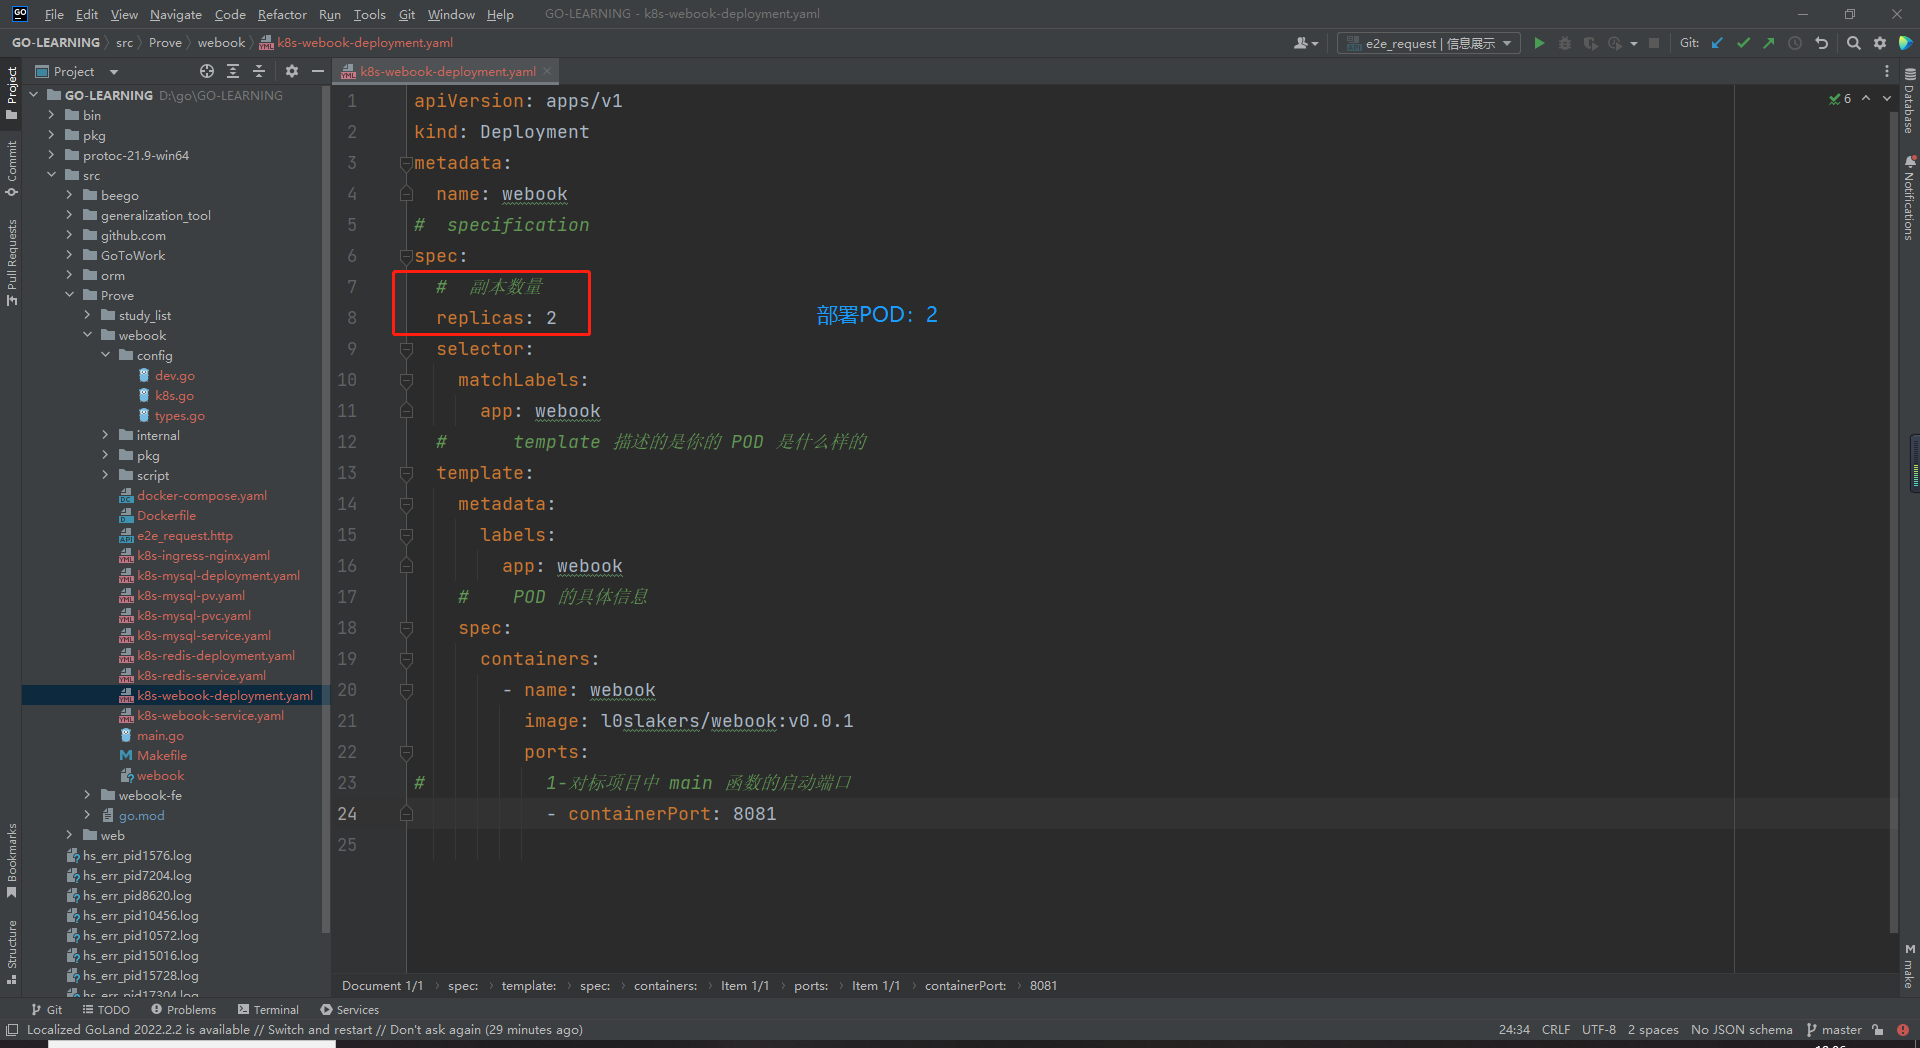 File Edit View Navigate Code Refactor Run Tools Git Window Help GO-LEARNING - k8s-webook-deployment.yaml
GO-LEARNING src Prove webook k8s-webook-deployment.yaml e2e_request | 信息展示 Git:
Project k8s-webook-deployment.yaml
GO-LEARNING D:\go\GO-LEARNING
bin
pkg
protoc-21.9-win64
src
beego
generalization_tool
github.com
GoToWork
orm
Prove
study_list
webook
config
dev.go
k8s.go
types.go
internal
pkg
script
docker-compose.yaml
Dockerfile
e2e_request.http
k8s-ingress-nginx.yaml
k8s-mysql-deployment.yaml
k8s-mysql-pv.yaml
k8s-mysql-pvc.yaml
k8s-mysql-service.yaml
k8s-redis-deployment.yaml
k8s-redis-service.yaml
k8s-webook-deployment.yaml
k8s-webook-service.yaml
main.go
Makefile
webook
webook-fe
go.mod
web
hs_err_pid1576.log
hs_err_pid7204.log
hs_err_pid8620.log
hs_err_pid10456.log
hs_err_pid10572.log
hs_err_pid15016.log
hs_err_pid15728.log
hs_err_pid17304.log
Project
Commit
Pull Requests
Bookmarks
Structure
1 apiVersion: apps/v1
2 kind: Deployment
3 metadata:
4 name: webook
5 # specification
6 spec:
7 # 副本数量
8 replicas: 2
部署POD：2
9 selector:
10 matchLabels:
11 app: webook
12 # template 描述的是你的 POD 是什么样的
13 template:
14 metadata:
15 labels:
16 app: webook
17 # POD 的具体信息
18 spec:
19 containers:
20 - name: webook
21 image: l0slakers/webook:v0.0.1
22 ports:
23 # 1-对标项目中 main 函数的启动端口
24 - containerPort: 8081
25
6
Database
Notifications
make
Document 1/1 spec: template: spec: containers: Item 1/1 ports: Item 1/1 containerPort: 8081
Git TODO Problems Terminal Services
Localized GoLand 2022.2.2 is available // Switch and restart // Don't ask again (29 minutes ago) 24:34 CRLF UTF-8 2 spaces No JSON schema master